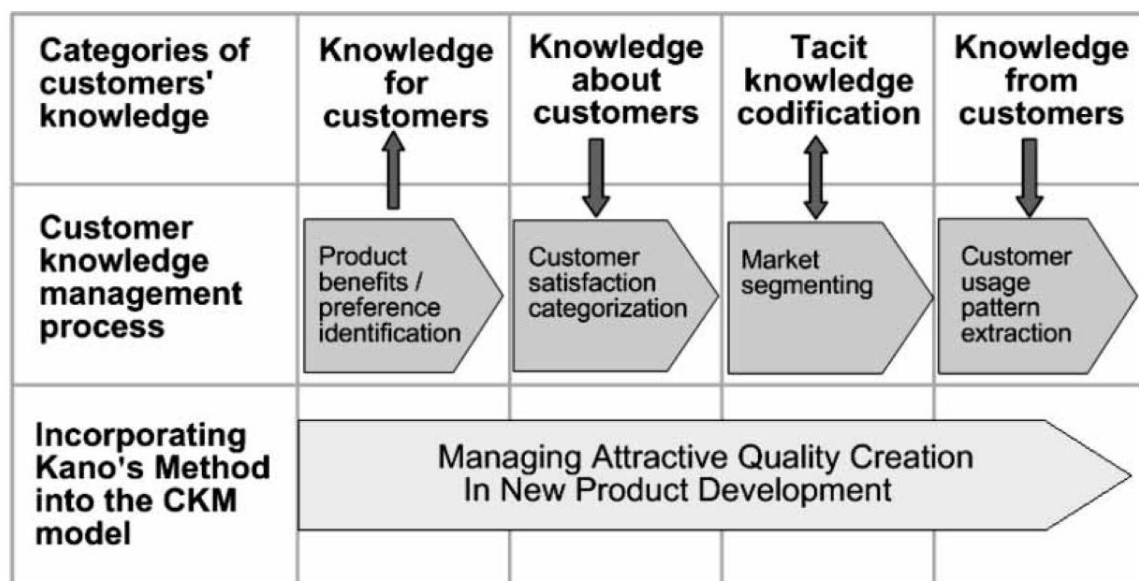 Categories of
customers'
knowledge
Knowledge
for
customers
Knowledge
about
customers
Tacit
knowledge
codification
Knowledge
from
customers
Customer
knowledge
management
process
Product
benefits /
preference
identification
Customer
satisfaction
categorization
Market
segmenting
Customer
usage
pattern
extraction
Incorporating
Kano's Method
into the CKM
model
Managing Attractive Quality Creation
In New Product Development